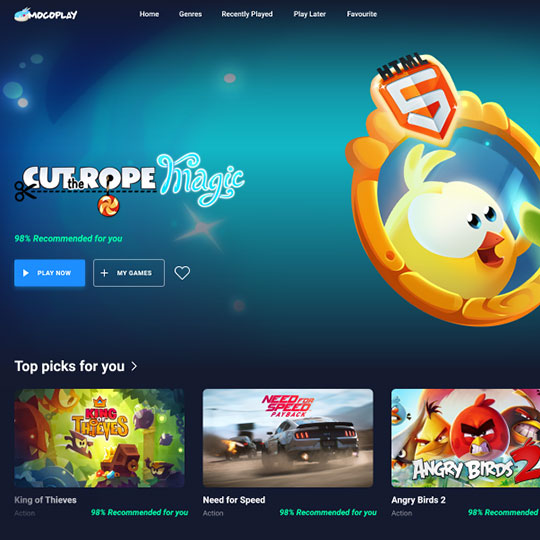 MOCOPLAY Home Genres Recently Played Play Later Favourite
HTML
5
CUT the ROPE Magic
98% Recommended for you
PLAY NOW + MY GAMES
Top picks for you >
KING OF THIEVES
NEED FOR SPEED PAYBACK
ANGRY BIRDS 2
King of Thieves Need for Speed Angry Birds 2
Action 98% Recommended for you Action 98% Recommended for you Action 98% Recommended for you